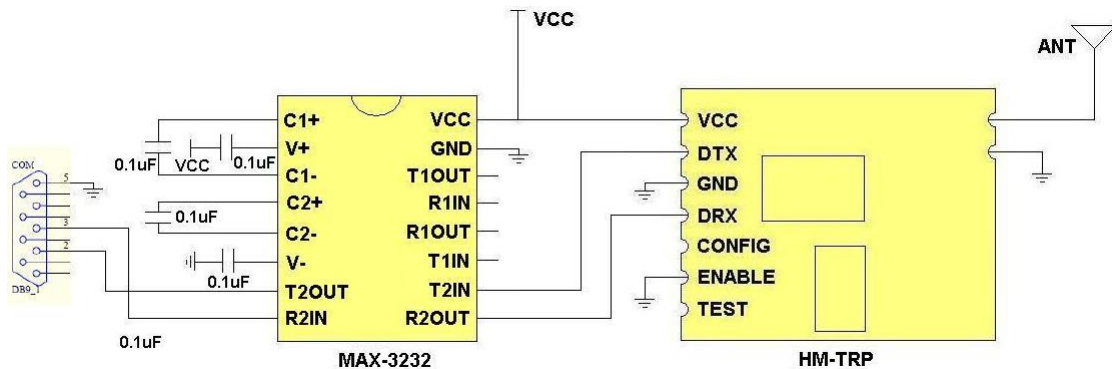 VCC
ANT
C1+
V+
C1-
C2+
C2-
V-
T2OUT
R2IN
VCC
GND
T1OUT
R1IN
R1OUT
T1IN
T2IN
R2OUT
MAX-3232
0.1uF
VCC
0.1uF
0.1uF
0.1uF
0.1uF
COM
5
3
2
DB9_1
VCC
DTX
GND
DRX
CONFIG
ENABLE
TEST
HM-TRP